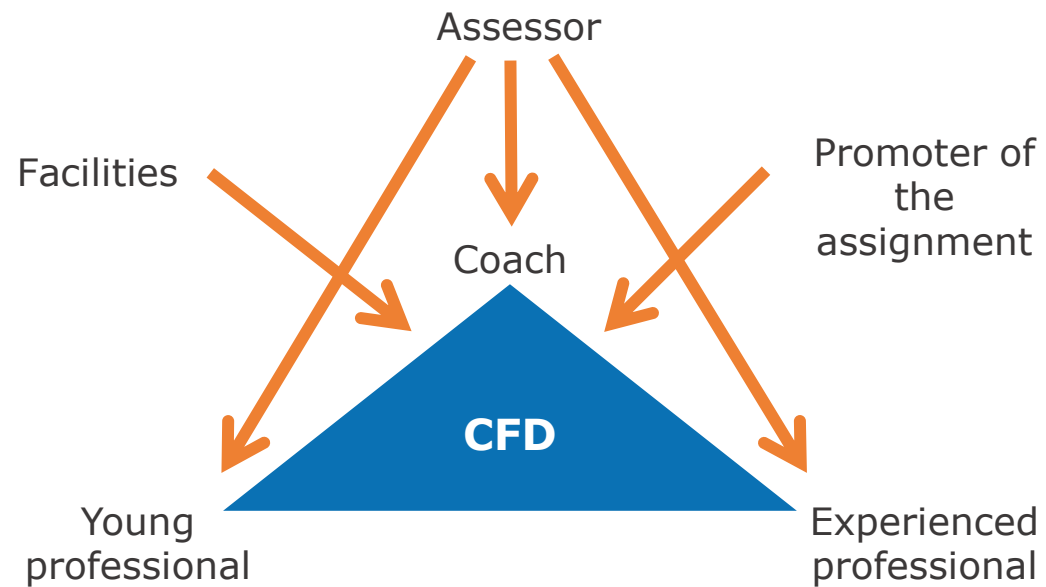 Assessor
Facilities
Promoter of
the
assignment
Coach
CFD
Young
professional
Experienced
professional